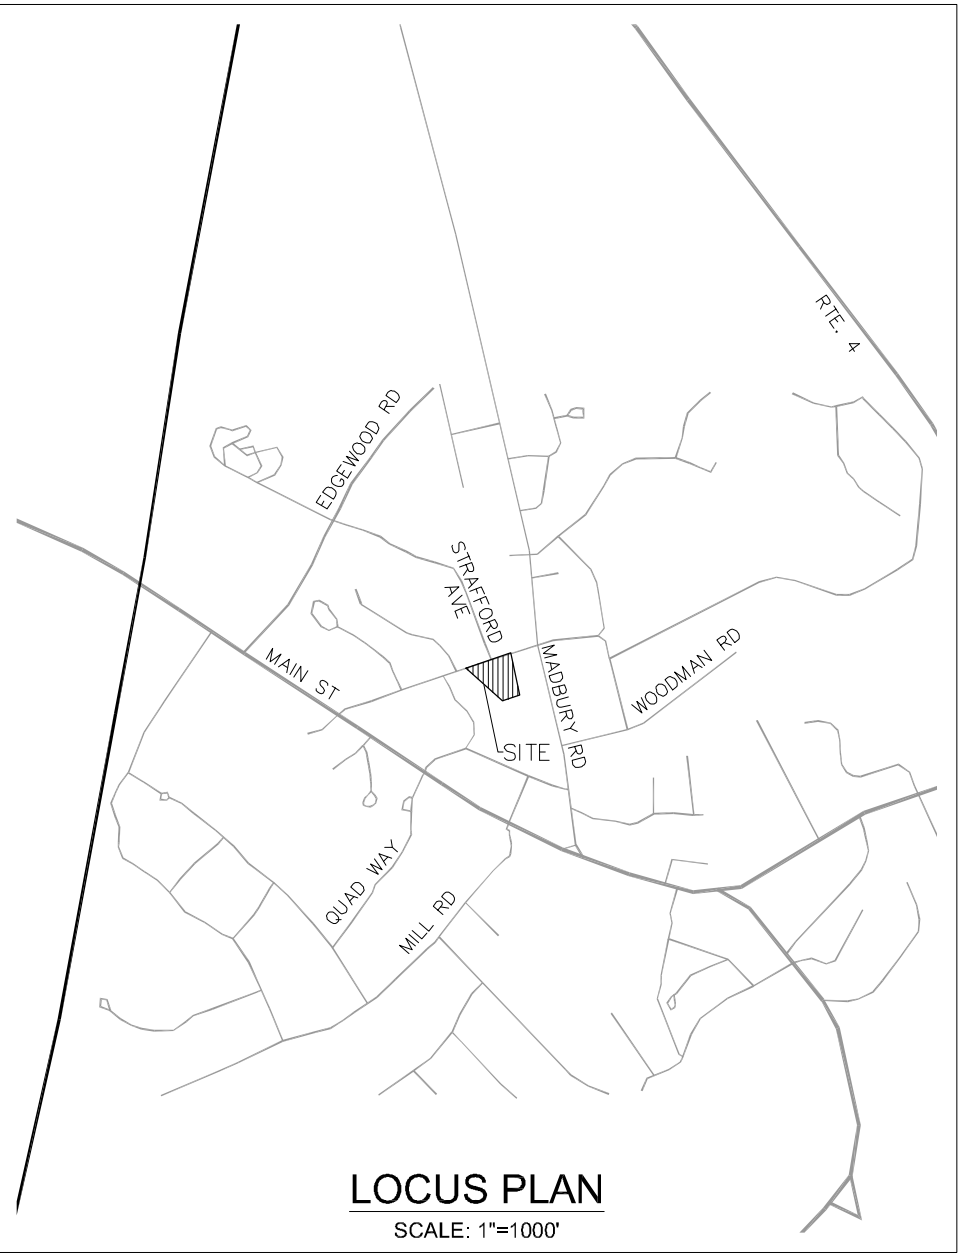 RTE. 4
EDGEWOOD RD
STRAFFORD
AVE
MAIN ST
MADBURY RD
WOODMAN RD
SITE
QUAD WAY
MILL RD
LOCUS PLAN
SCALE: 1"=1000'